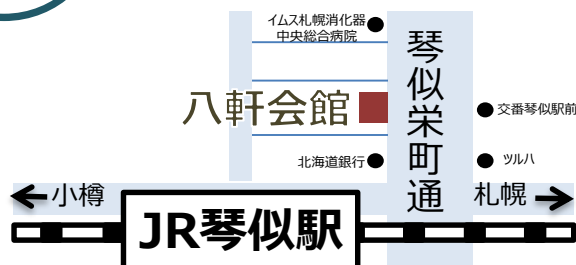 イムス札幌消化器
中央総合病院
琴似栄町通
八軒会館
交番琴似駅前
北海道銀行
ツルハ
小樽
札幌
JR琴似駅